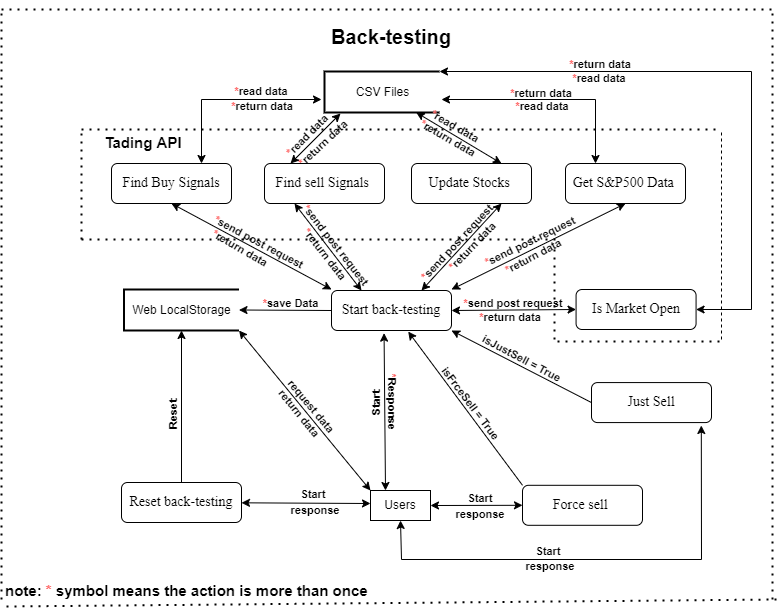 Back-testing
*return data
*read data
CSV Files
*read data
*return data
*return data
*read data
*read data
*return data
*read data
*return data
Tading API
Find Buy Signals
Find sell Signals
Update Stocks
Get S&P500 Data
*send post request
*return data
*send post request
*return data
*send post request
*return data
*send post request
*return data
Web LocalStorage
*save Data
Start back-testing
*send post request
*return data
Is Market Open
isJustSell = True
isFrceSell = True
Just Sell
request data
return data
Start
*Response
Reset
Reset back-testing
Start
response
Users
Start
response
Force sell
Start
response
note: * symbol means the action is more than once